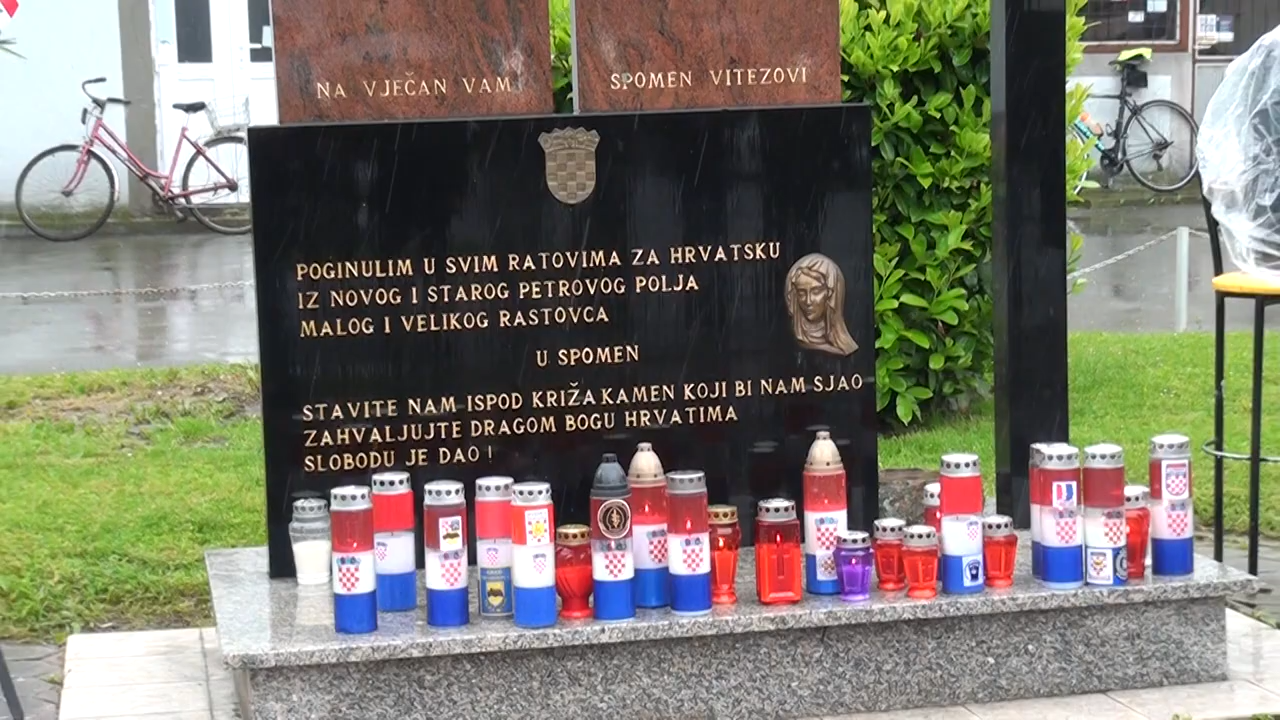 NA VJEČAN VAM
SPOMEN VITEZOVI
POGINULIM U SVIM RATOVIMA ZA HRVATSKU
IZ NOVOG I STAROG PETROVOG POLJA
MALOG I VELIKOG RASTOVCA
U SPOMEN
STAVITE NAM ISPOD KRIŽA KAMEN KOJI BI NAM SJAO
ZAHVALJUJTE DRAGOM BOGU HRVATIMA
SLOBODU JE DAO !